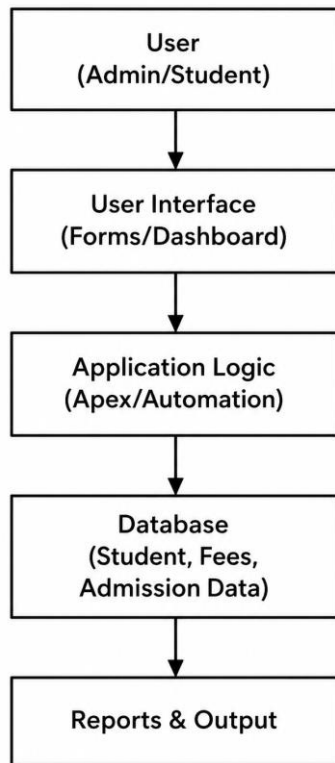 User
(Admin/Student)
User Interface
(Forms/Dashboard)
Application Logic
(Apex/Automation)
Database
(Student, Fees,
Admission Data)
Reports & Output